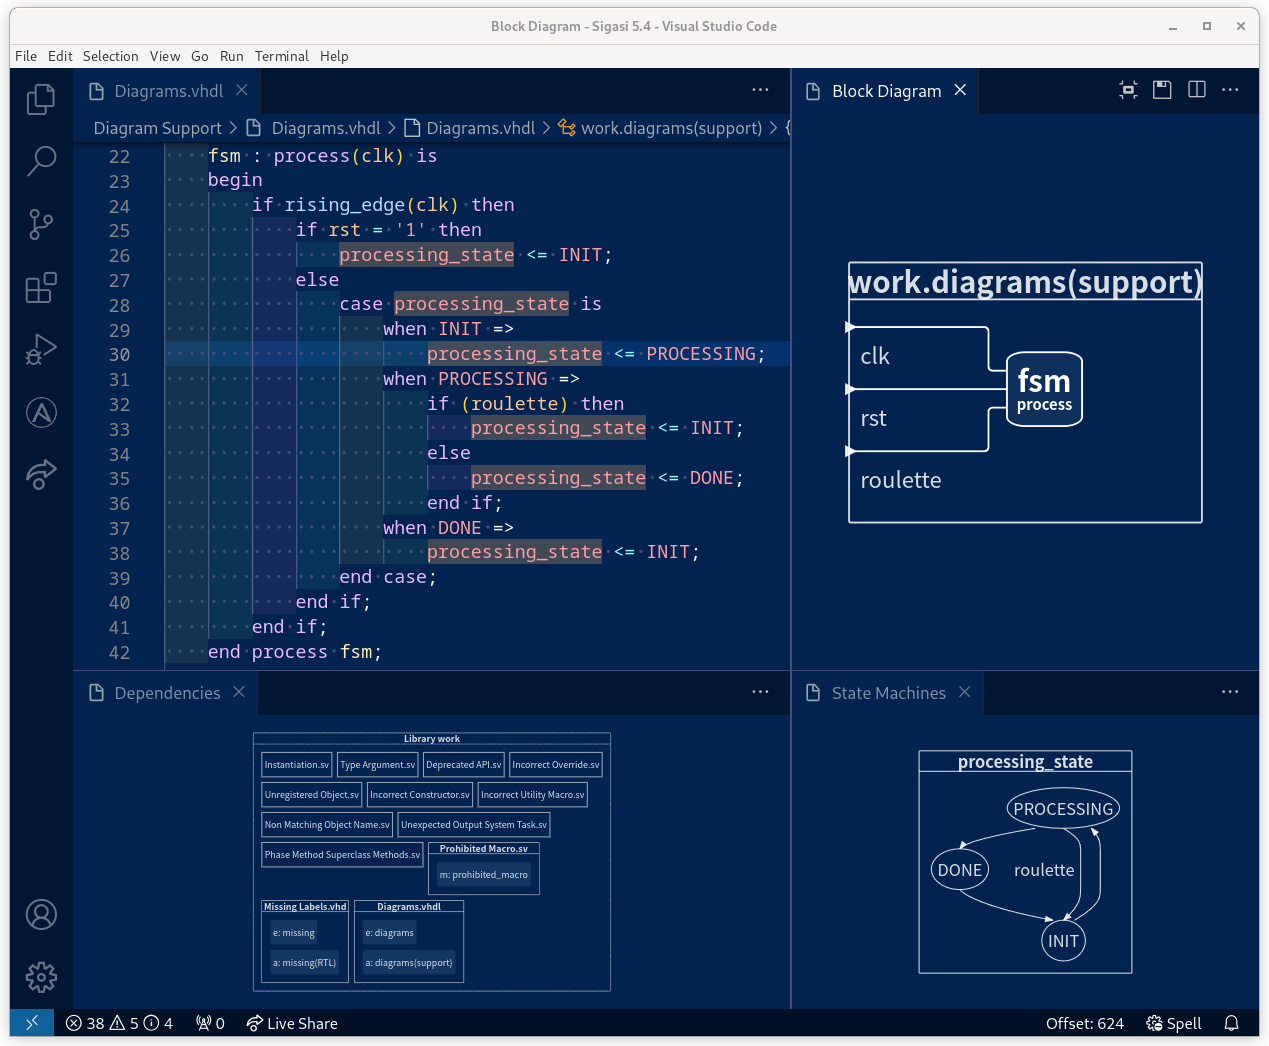 Block Diagram - Sigasi 5.4 - Visual Studio Code
File Edit Selection View Go Run Terminal Help
Diagrams.vhdl
Diagram Support > Diagrams.vhdl > Diagrams.vhdl > work.diagrams(support) > {
22 fsm : process(clk) is
23 begin
24 if rising_edge(clk) then
25 if rst = '1' then
26 processing_state <= INIT;
27 else
28 case processing_state is
29 when INIT =>
30 processing_state <= PROCESSING;
31 when PROCESSING =>
32 if (roulette) then
33 processing_state <= INIT;
34 else
35 processing_state <= DONE;
36 end if;
37 when DONE =>
38 processing_state <= INIT;
39 end case;
40 end if;
41 end if;
42 end process fsm;
Block Diagram
work.diagrams(support)
clk
rst
roulette
fsm
process
Dependencies
Library work
Instantiation.sv Type Argument.sv Deprecated API.sv Incorrect Override.sv
Unregistered Object.sv Incorrect Constructor.sv Incorrect Utility Macro.sv
Non Matching Object Name.sv Unexpected Output System Task.sv
Phase Method Superclass Methods.sv Prohibited Macro.sv
m: prohibited_macro
Missing Labels.vhd Diagrams.vhdl
e: missing e: diagrams
a: missing(RTL) a: diagrams(support)
State Machines
processing_state
PROCESSING
DONE roulette
INIT
38 5 4 0 Live Share Offset: 624 Spell